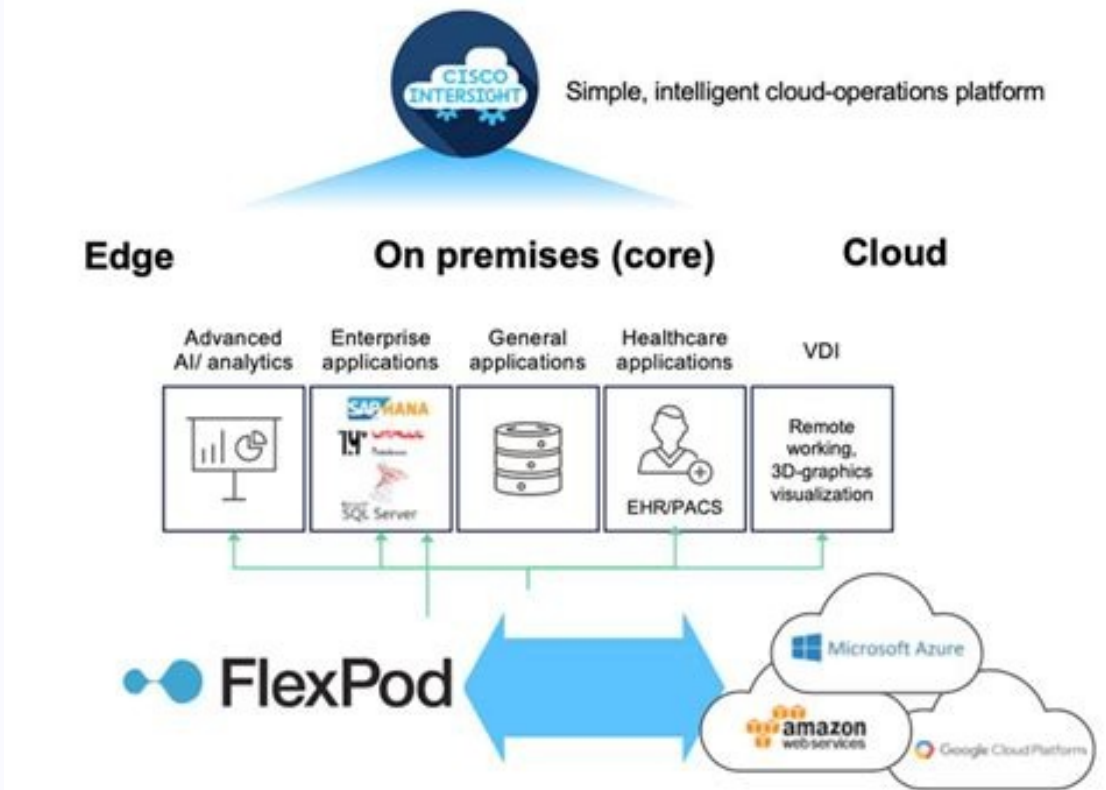 CISCO
INTERSIGHT
Simple, intelligent cloud-operations platform
Edge
On premises (core)
Cloud
Advanced
AI/ analytics
Enterprise
applications
General
applications
Healthcare
applications
VDI
SAP HANA
SQL Server
EHR/PACS
Remote
working,
3D-graphics
visualization
FlexPod
Microsoft Azure
amazon
webservices
Google Cloud Platform